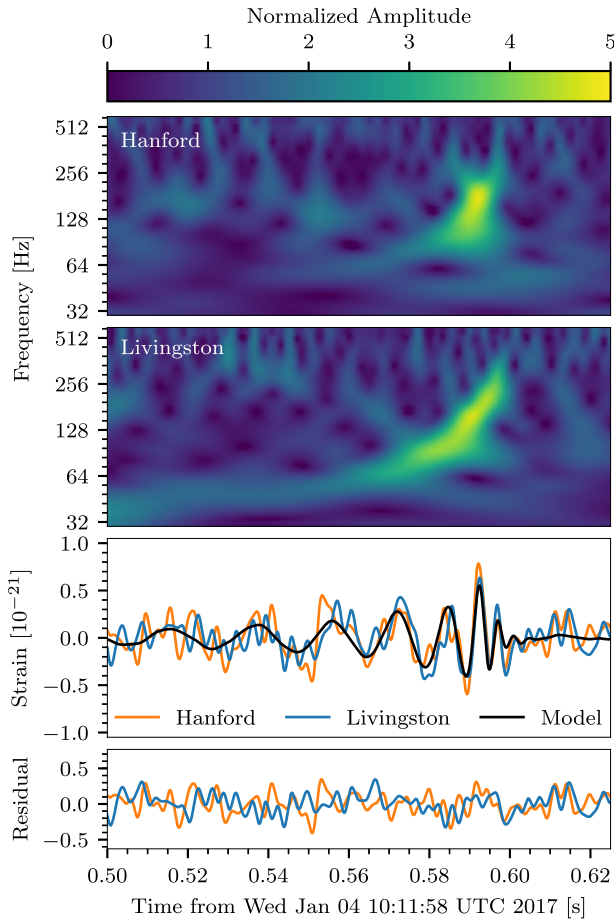 Normalized Amplitude
0 1 2 3 4 5
Hanford
512
256
128
64
32
Frequency [Hz]
Livingston
512
256
128
64
32
Strain [10⁻²¹]
1.0
0.5
0.0
−0.5
−1.0
Hanford Livingston Model
Residual
0.5
0.0
−0.5
0.50 0.52 0.54 0.56 0.58 0.60 0.62
Time from Wed Jan 04 10:11:58 UTC 2017 [s]